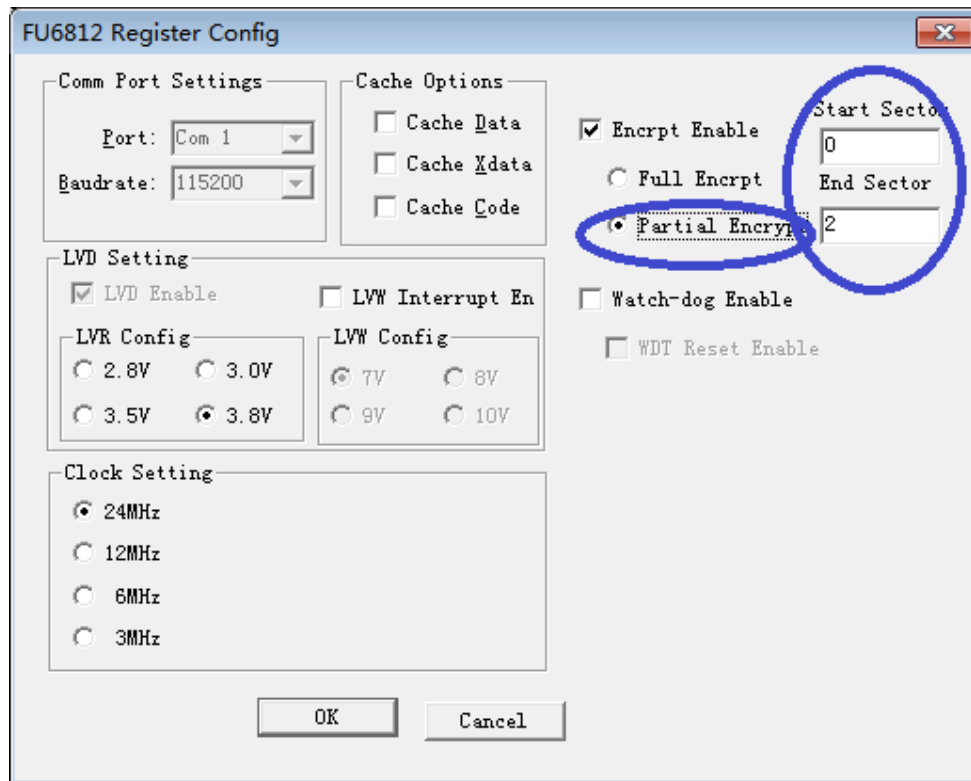 FU6812 Register Config
Comm Port Settings
Port: Com 1
Baudrate: 115200
Cache Options
Cache Data
Cache Xdata
Cache Code
Encrpt Enable
Full Encrpt
Partial Encrypt
Start Sector
0
End Sector
2
LVD Setting
LVD Enable
LVW Interrupt En
LVR Config
2.8V 3.0V
3.5V 3.8V
LVW Config
7V 8V
9V 10V
Watch-dog Enable
WDT Reset Enable
Clock Setting
24MHz
12MHz
6MHz
3MHz
OK Cancel